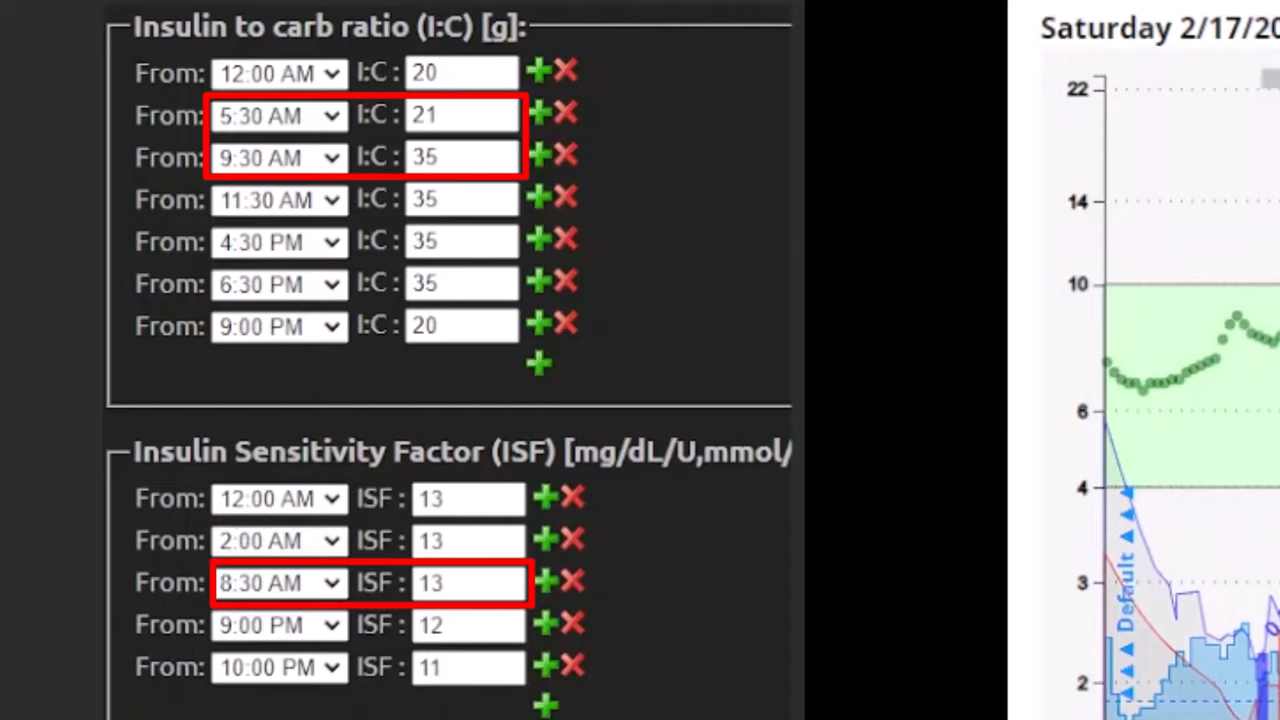 Insulin to carb ratio (I:C) [g]:
From: 12:00 AM I:C : 20
From: 5:30 AM I:C : 21
From: 9:30 AM I:C : 35
From: 11:30 AM I:C : 35
From: 4:30 PM I:C : 35
From: 6:30 PM I:C : 35
From: 9:00 PM I:C : 20
Insulin Sensitivity Factor (ISF) [mg/dL/U,mmol/
From: 12:00 AM ISF : 13
From: 2:00 AM ISF : 13
From: 8:30 AM ISF : 13
From: 9:00 PM ISF : 12
From: 10:00 PM ISF : 11
Saturday 2/17/20
22
14
10
6
4
3
2
Default